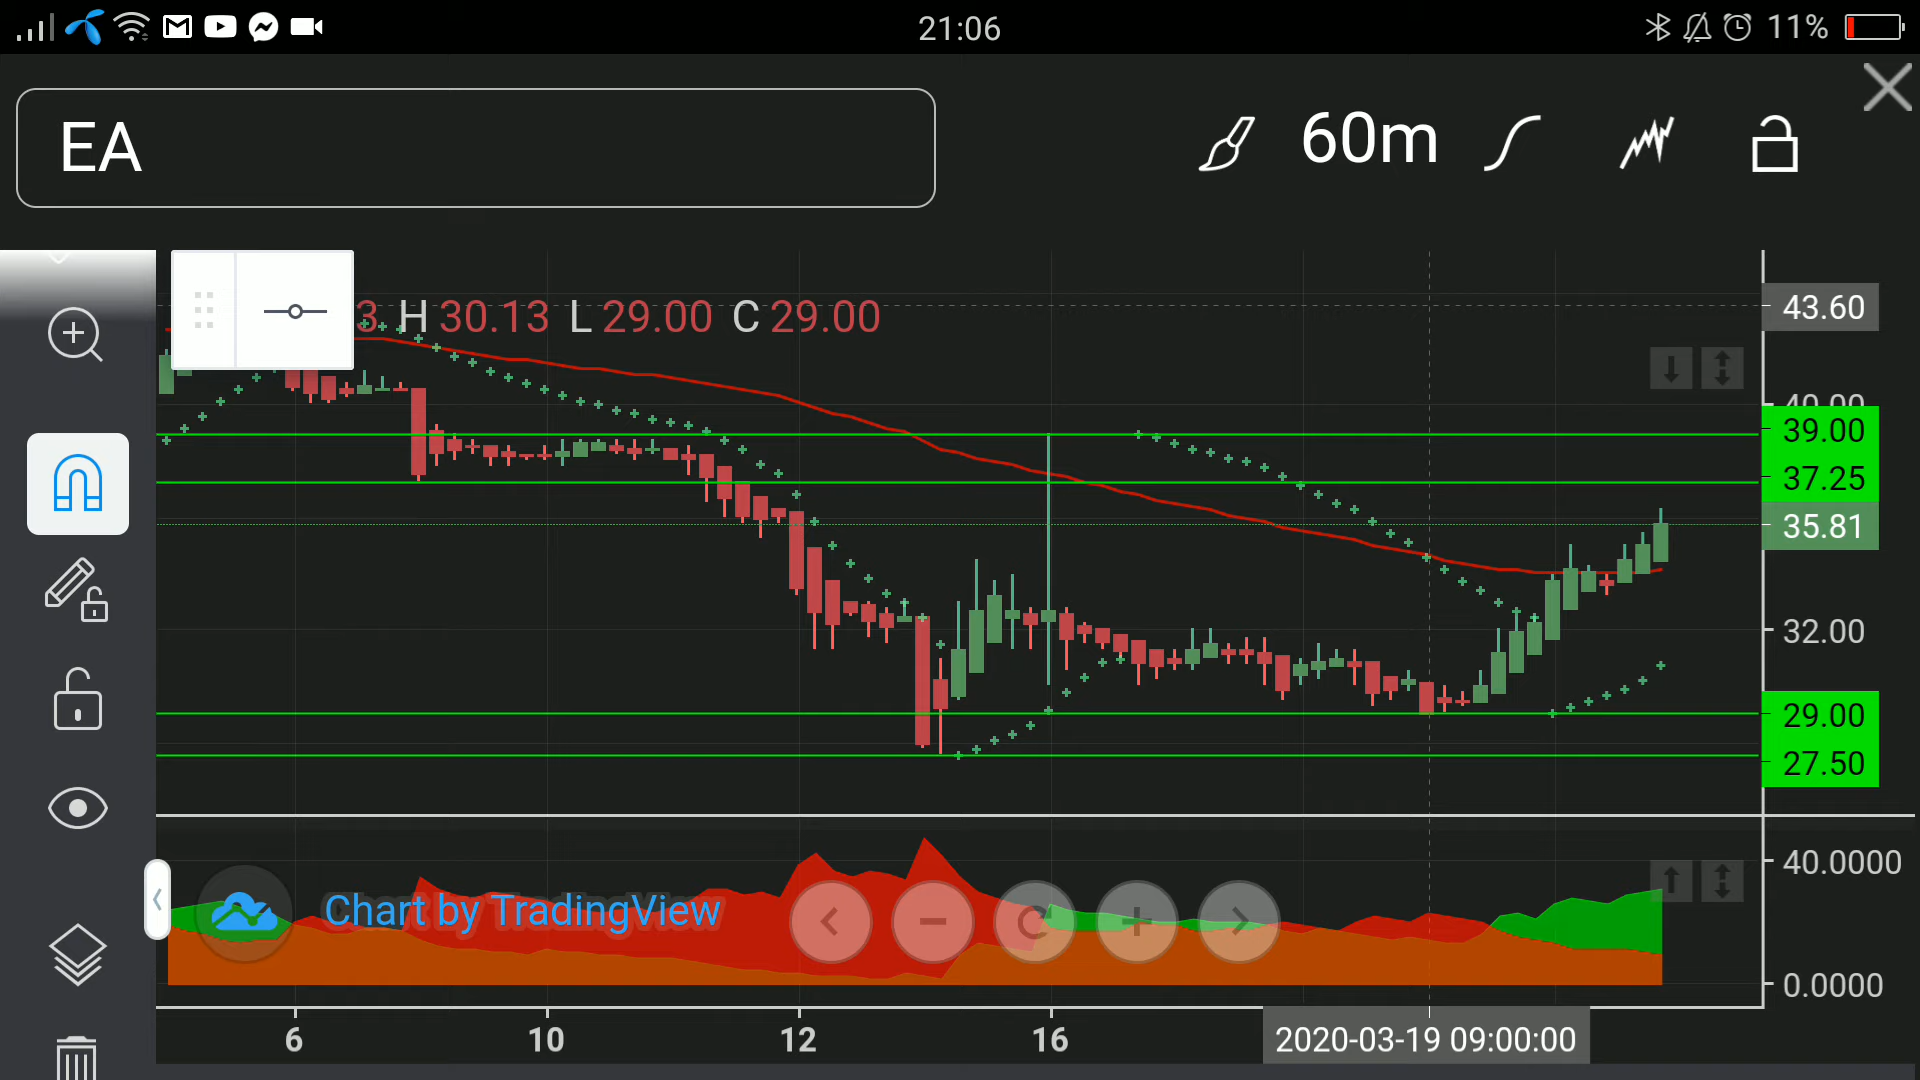 21:06
11%
EA
60m
3 H 30.13 L 29.00 C 29.00
43.60
40.00
39.00
37.25
35.81
32.00
29.00
27.50
40.0000
Chart by TradingView
0.0000
6 10 12 16 2020-03-19 09:00:00